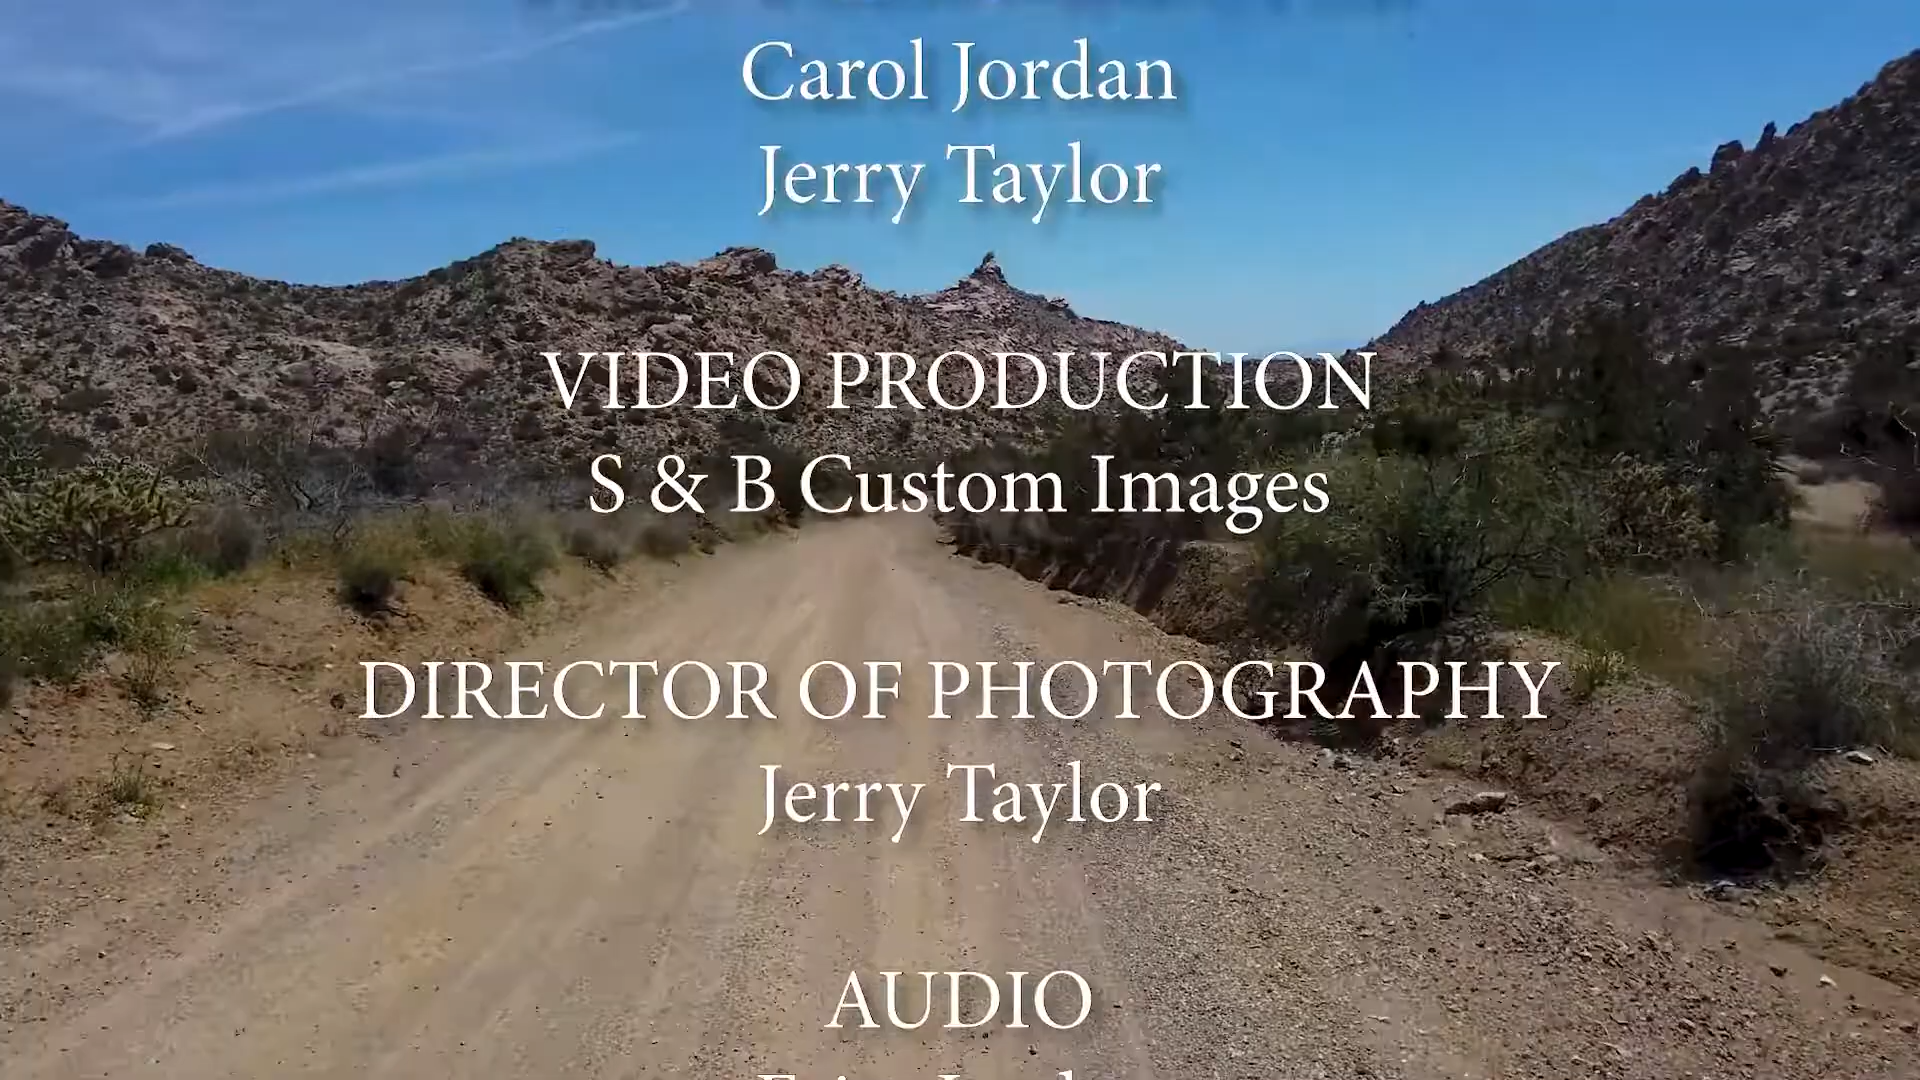 Carol Jordan
Jerry Taylor
VIDEO PRODUCTION
S & B Custom Images
DIRECTOR OF PHOTOGRAPHY
Jerry Taylor
AUDIO